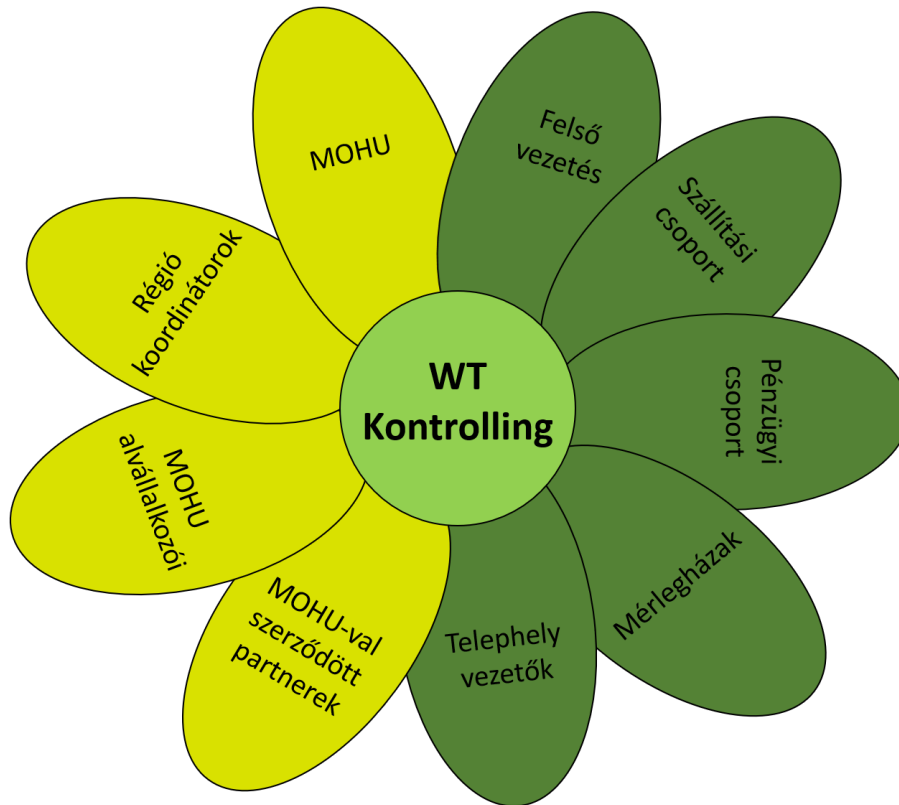 WT
Kontrolling
Felső
vezetés
Szállítási
csoport
Pénzügyi
csoport
Mérlegházak
Telephely
vezetők
MOHU-val
szerződött
partnerek
MOHU
alvállalkozói
Régió
koordinátorok
MOHU